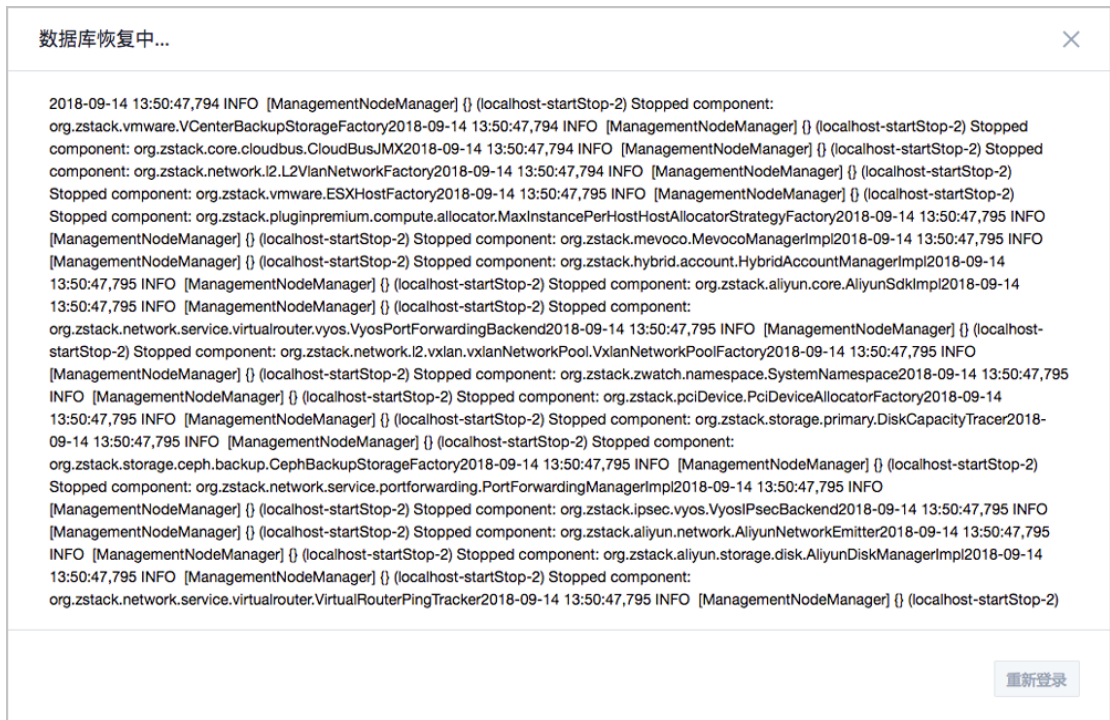 数据库恢复中...
2018-09-14 13:50:47,794 INFO  [ManagementNodeManager] {} (localhost-startStop-2) Stopped component:
org.zstack.vmware.VCenterBackupStorageFactory2018-09-14 13:50:47,794 INFO  [ManagementNodeManager] {} (localhost-startStop-2) Stopped
component: org.zstack.core.cloudbus.CloudBusJMX2018-09-14 13:50:47,794 INFO  [ManagementNodeManager] {} (localhost-startStop-2) Stopped
component: org.zstack.network.l2.L2VlanNetworkFactory2018-09-14 13:50:47,794 INFO  [ManagementNodeManager] {} (localhost-startStop-2)
Stopped component: org.zstack.vmware.ESXHostFactory2018-09-14 13:50:47,795 INFO  [ManagementNodeManager] {} (localhost-startStop-2)
Stopped component: org.zstack.pluginpremium.compute.allocator.MaxInstancePerHostHostAllocatorStrategyFactory2018-09-14 13:50:47,795 INFO
[ManagementNodeManager] {} (localhost-startStop-2) Stopped component: org.zstack.mevoco.MevocoManagerImpl2018-09-14 13:50:47,795 INFO
[ManagementNodeManager] {} (localhost-startStop-2) Stopped component: org.zstack.hybrid.account.HybridAccountManagerImpl2018-09-14
13:50:47,795 INFO  [ManagementNodeManager] {} (localhost-startStop-2) Stopped component: org.zstack.aliyun.core.AliyunSdkImpl2018-09-14
13:50:47,795 INFO  [ManagementNodeManager] {} (localhost-startStop-2) Stopped component:
org.zstack.network.service.virtualrouter.vyos.VyosPortForwardingBackend2018-09-14 13:50:47,795 INFO  [ManagementNodeManager] {} (localhost-
startStop-2) Stopped component: org.zstack.network.l2.vxlan.vxlanNetworkPool.VxlanNetworkPoolFactory2018-09-14 13:50:47,795 INFO
[ManagementNodeManager] {} (localhost-startStop-2) Stopped component: org.zstack.zwatch.namespace.SystemNamespace2018-09-14 13:50:47,795
INFO  [ManagementNodeManager] {} (localhost-startStop-2) Stopped component: org.zstack.pciDevice.PciDeviceAllocatorFactory2018-09-14
13:50:47,795 INFO  [ManagementNodeManager] {} (localhost-startStop-2) Stopped component: org.zstack.storage.primary.DiskCapacityTracer2018-
09-14 13:50:47,795 INFO  [ManagementNodeManager] {} (localhost-startStop-2) Stopped component:
org.zstack.storage.ceph.backup.CephBackupStorageFactory2018-09-14 13:50:47,795 INFO  [ManagementNodeManager] {} (localhost-startStop-2)
Stopped component: org.zstack.network.service.portforwarding.PortForwardingManagerImpl2018-09-14 13:50:47,795 INFO
[ManagementNodeManager] {} (localhost-startStop-2) Stopped component: org.zstack.ipsec.vyos.VyosIPsecBackend2018-09-14 13:50:47,795 INFO
[ManagementNodeManager] {} (localhost-startStop-2) Stopped component: org.zstack.aliyun.network.AliyunNetworkEmitter2018-09-14 13:50:47,795
INFO  [ManagementNodeManager] {} (localhost-startStop-2) Stopped component: org.zstack.aliyun.storage.disk.AliyunDiskManagerImpl2018-09-14
13:50:47,795 INFO  [ManagementNodeManager] {} (localhost-startStop-2) Stopped component:
org.zstack.network.service.virtualrouter.VirtualRouterPingTracker2018-09-14 13:50:47,795 INFO  [ManagementNodeManager] {} (localhost-startStop-2)
重新登录